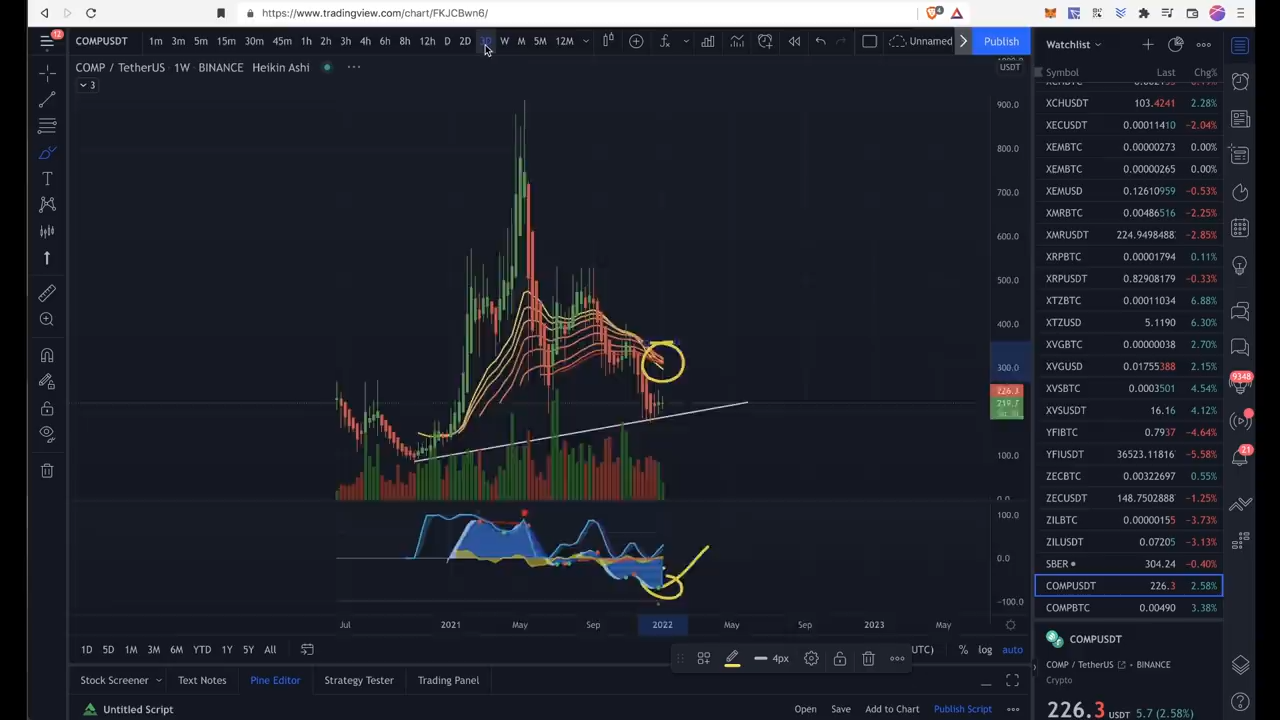 https://www.tradingview.com/chart/FKJCBwn6/
COMPUSDT 1m 3m 5m 15m 30m 45m 1h 2h 3h 4h 6h 8h 12h D 2D 3D W M 5M 12M Unnamed Publish
Watchlist
12
COMP / TetherUS · 1W · BINANCE Heikin Ashi
USDT
3
Symbol Last Chg%
XCHUSDT 103.4241 2.28%
XECUSDT 0.00011410 −2.04%
XEMBTC 0.00000273 0.00%
XEMBTC 0.00000265 0.00%
XEMUSD 0.12610959 −0.53%
XMRBTC 0.00486516 −2.25%
XMRUSDT 224.9498488 −2.85%
XRPBTC 0.00001794 0.11%
XRPUSDT 0.82908179 −0.33%
XTZBTC 0.00011034 6.88%
XTZUSD 5.1190 6.30%
XVGBTC 0.00000038 2.70%
XVGUSD 0.01755388 2.15%
XVSBTC 0.0003501 4.54%
XVSUSDT 16.16 4.12%
YFIBTC 0.7937 −4.64%
YFIUSDT 36523.11816 −5.58%
ZECBTC 0.00322697 0.55%
ZECUSDT 148.7502888 −1.25%
ZILBTC 0.00000155 −3.73%
ZILUSDT 0.07205 −3.13%
SBER 304.24 −0.40%
COMPUSDT 226.3 2.58%
COMPBTC 0.00490 3.38%
900.0
800.0
700.0
600.0
500.0
400.0
300.0
226.3
219.7
100.0
0.0
100.0
0.0
−100.0
9348
21
Jul 2021 May Sep 2022 May Sep 2023 May
1D 5D 1M 3M 6M YTD 1Y 5Y All
4px
UTC) % log auto
Stock Screener Text Notes Pine Editor Strategy Tester Trading Panel
Untitled Script Open Save Add to Chart Publish Script
COMPUSDT
COMP / TetherUS • BINANCE
Crypto
226.3 USDT 5.7 (2.58%)